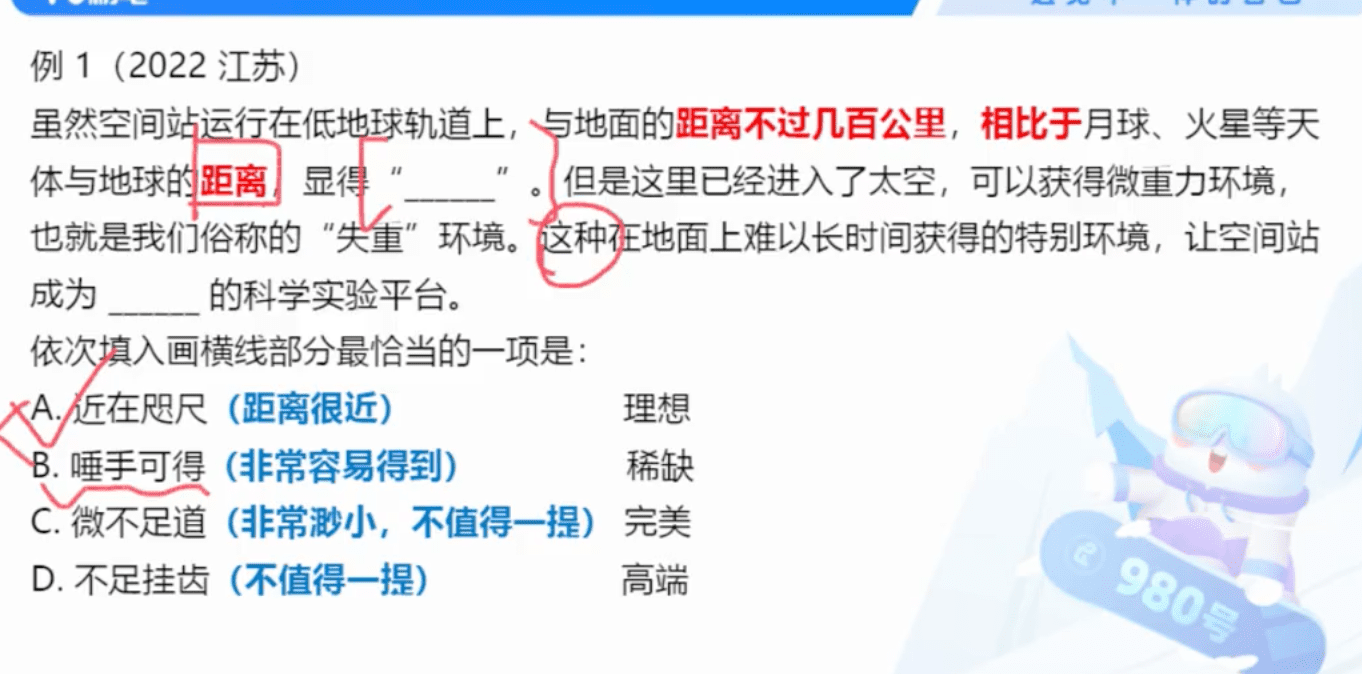 例 1（2022 江苏）
虽然空间站运行在低地球轨道上，与地面的距离不过几百公里，相比于月球、火星等天
体与地球的距离，显得“______”。但是这里已经进入了太空，可以获得微重力环境，
也就是我们俗称的“失重”环境。这种在地面上难以长时间获得的特别环境，让空间站
成为 ______ 的科学实验平台。
依次填入画横线部分最恰当的一项是：
A. 近在咫尺（距离很近） 理想
B. 唾手可得（非常容易得到） 稀缺
C. 微不足道（非常渺小，不值得一提） 完美
D. 不足挂齿（不值得一提） 高端
980号